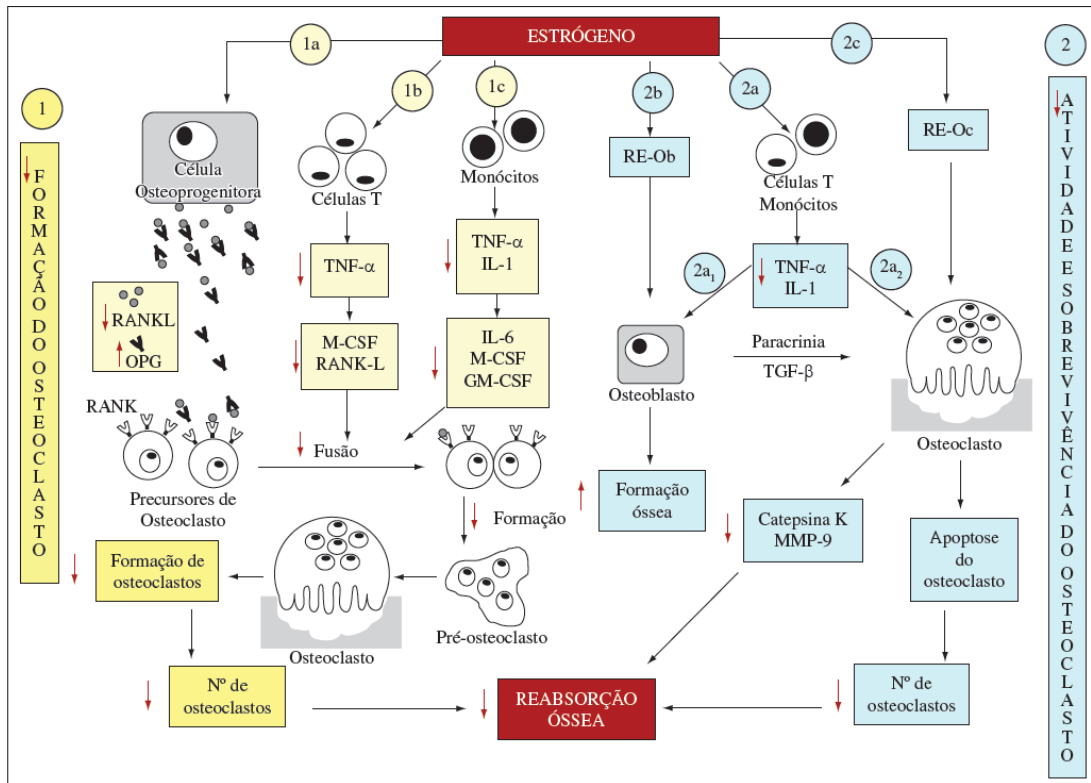 ESTRÓGENO
1a
1b
1c
2b
2a
2c
1
2
FORMAÇÃO DO OSTEOCLASTO
ATIVIDADE E SOBREVIVÊNCIA DO OSTEOCLASTO
Célula
Osteoprogenitora
Células T
Monócitos
RE-Ob
Células T
Monócitos
RE-Oc
TNF-α
TNF-α
IL-1
2a₁
TNF-α
IL-1
2a₂
RANKL
OPG
M-CSF
RANK-L
IL-6
M-CSF
GM-CSF
Osteoblasto
Paracrinia
TGF-β
Osteoclasto
RANK
Fusão
Precursores de
Osteoclasto
Formação
Formação
óssea
Catepsina K
MMP-9
Apoptose
do
osteoclasto
Formação de
osteoclastos
Osteoclasto
Pré-osteoclasto
Nº de
osteoclastos
REABSORÇÃO
ÓSSEA
Nº de
osteoclastos